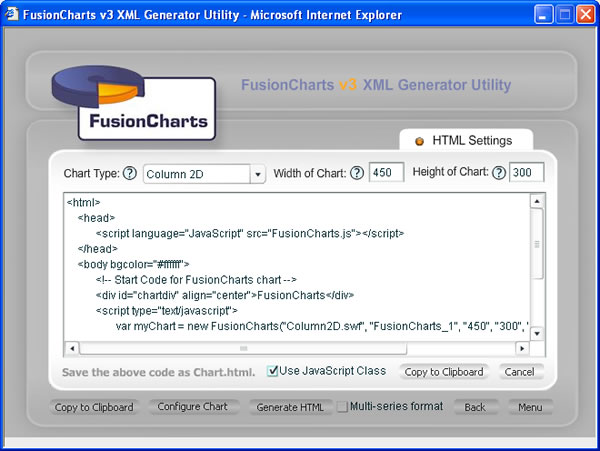 FusionCharts v3 XML Generator Utility - Microsoft Internet Explorer
FusionCharts v3 XML Generator Utility
FusionCharts
HTML Settings
Chart Type: ? Column 2D Width of Chart: ? 450 Height of Chart: ? 300
<html>
<head>
<script language="JavaScript" src="FusionCharts.js"></script>
</head>
<body bgcolor="#ffffff">
<!-- Start Code for FusionCharts chart -->
<div id="chartdiv" align="center">FusionCharts</div>
<script type="text/javascript">
var myChart = new FusionCharts("Column2D.swf", "FusionCharts_1", "450", "300", "
Save the above code as Chart.html. Use JavaScript Class Copy to Clipboard Cancel
Copy to Clipboard Configure Chart Generate HTML Multi-series format Back Menu